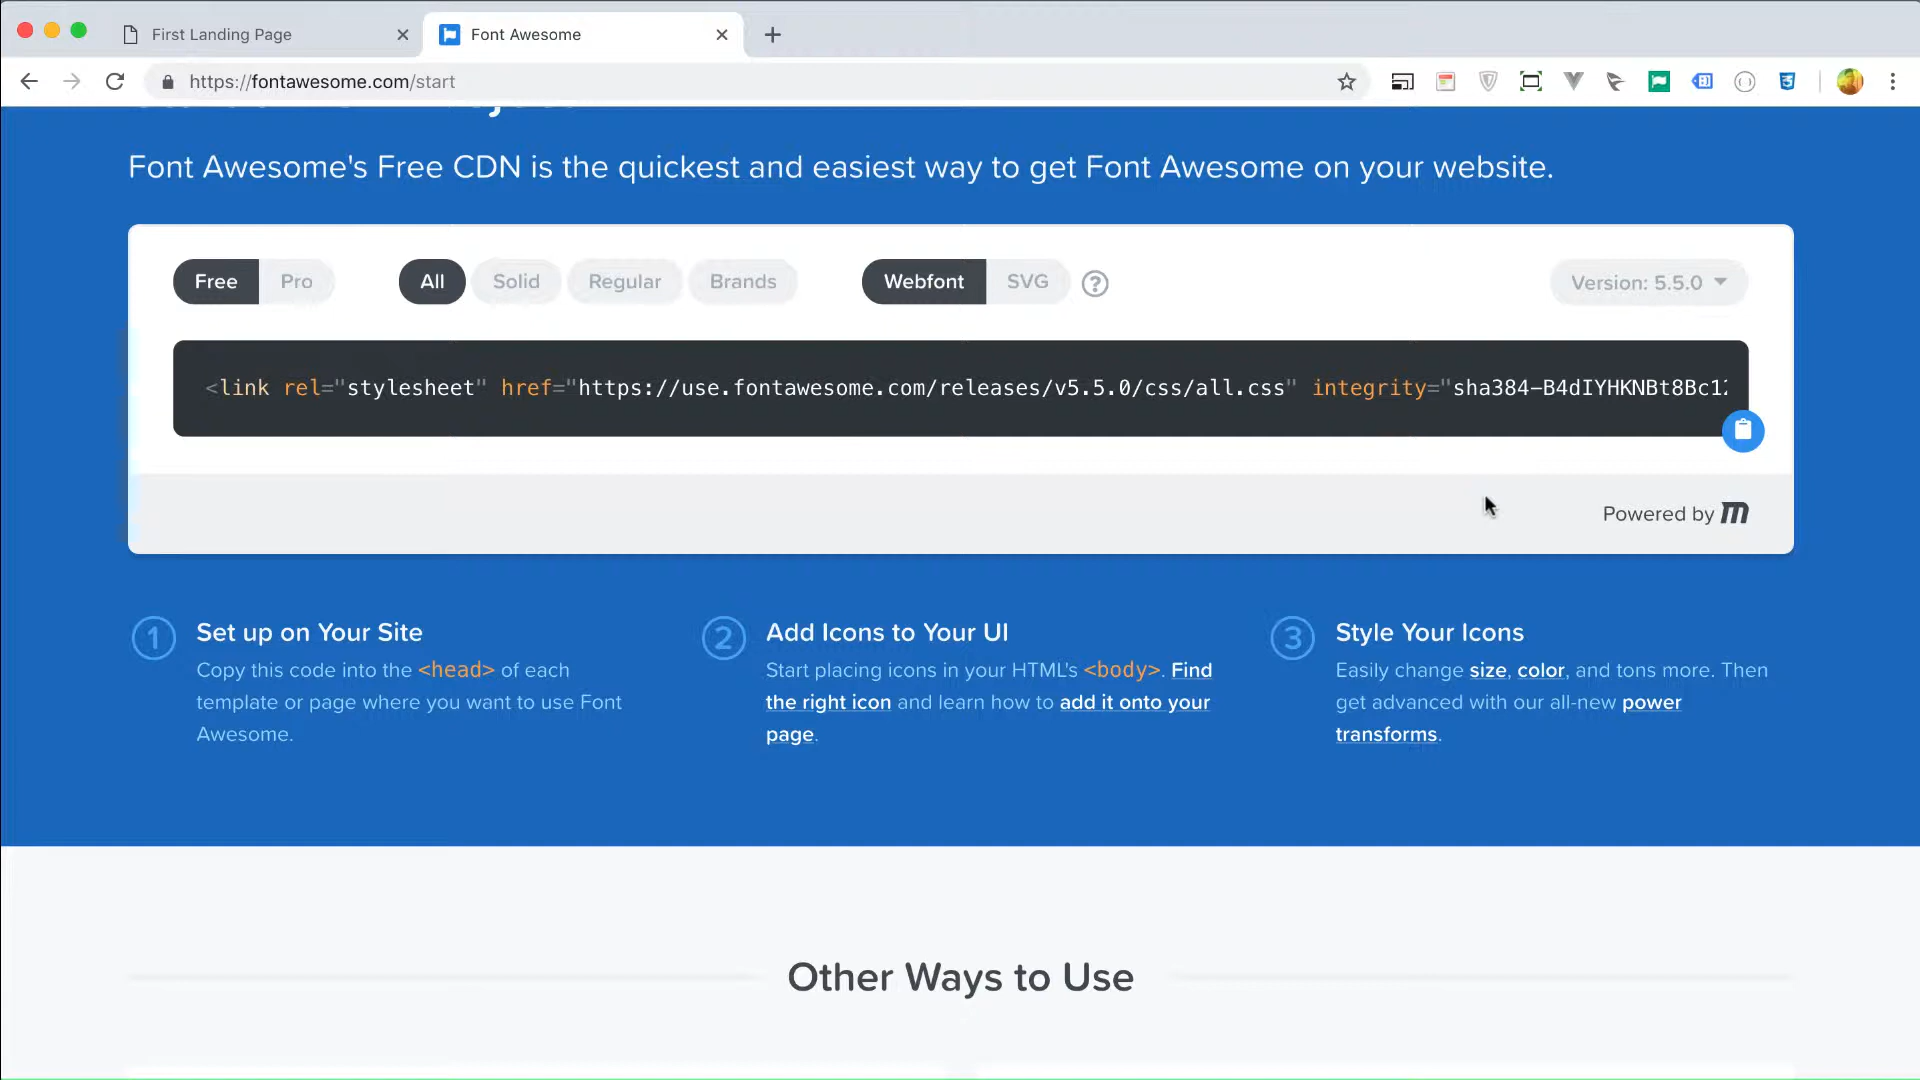 First Landing Page
Font Awesome
https://fontawesome.com/start
Font Awesome's Free CDN is the quickest and easiest way to get Font Awesome on your website.
Free Pro All Solid Regular Brands Webfont SVG ? Version: 5.5.0
<link rel="stylesheet" href="https://use.fontawesome.com/releases/v5.5.0/css/all.css" integrity="sha384-B4dIYHKNBt8Bc12
Powered by m
1 Set up on Your Site
Copy this code into the <head> of each
template or page where you want to use Font
Awesome.
2 Add Icons to Your UI
Start placing icons in your HTML's <body>. Find
the right icon and learn how to add it onto your
page.
3 Style Your Icons
Easily change size, color, and tons more. Then
get advanced with our all-new power
transforms.
Other Ways to Use